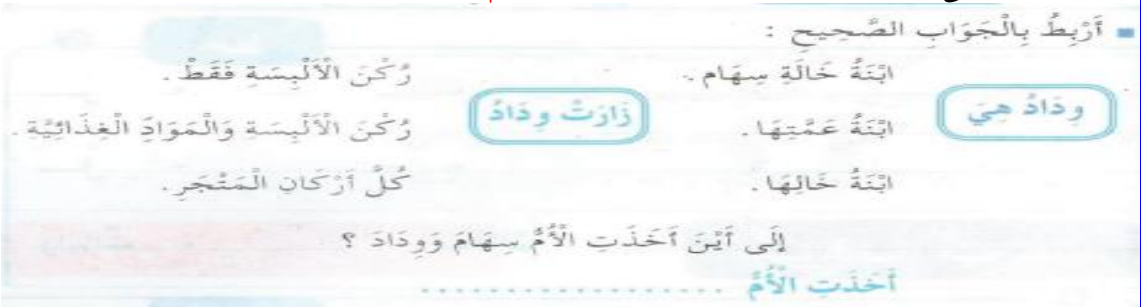 ▪ أَرْبِطُ بِالْجَوَابِ الصَّحِيحِ :
وِدَادُ هِيَ
ابْنَةُ خَالَةِ سِهَام .
ابْنَةُ عَمَّتِهَا .
ابْنَةُ خَالِهَا .
زَارَتْ وِدَادُ
رُكْنَ الْأَلْبِسَةِ فَقَطْ .
رُكْنَ الْأَلْبِسَةِ وَالْمَوَادِّ الْغِذَائِيَّةِ .
كُلَّ أَرْكَانِ الْمَتْجَرِ .
إِلَى أَيْنَ أَخَذَتِ الْأُمُّ سِهَامَ وَوِدَادَ ؟
أَخَذَتِ الْأُمُّ ...................